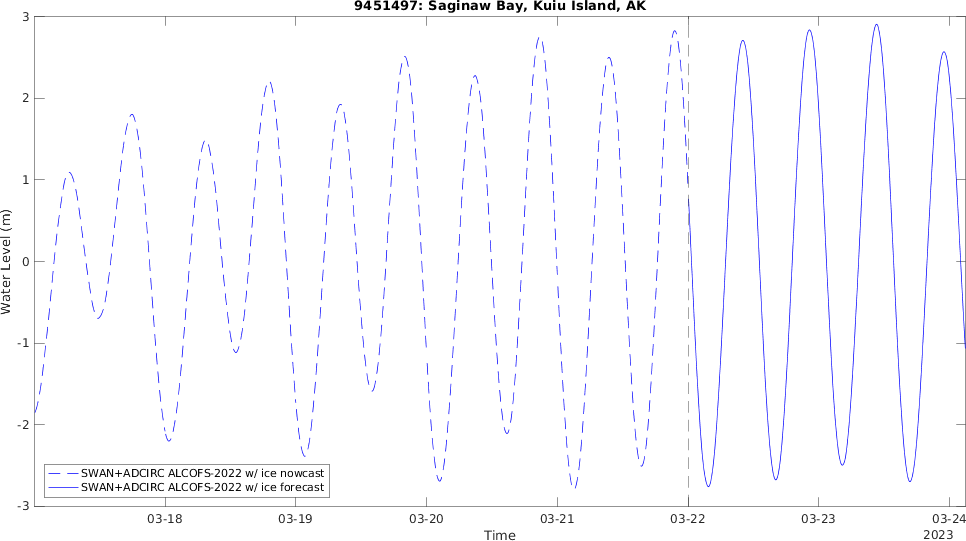 9451497: Saginaw Bay, Kuiu Island, AK
3
2
1
0
-1
-2
-3
Water Level (m)
SWAN+ADCIRC ALCOFS-2022 w/ ice nowcast
SWAN+ADCIRC ALCOFS-2022 w/ ice forecast
03-18 03-19 03-20 03-21 03-22 03-23 03-24
Time
2023